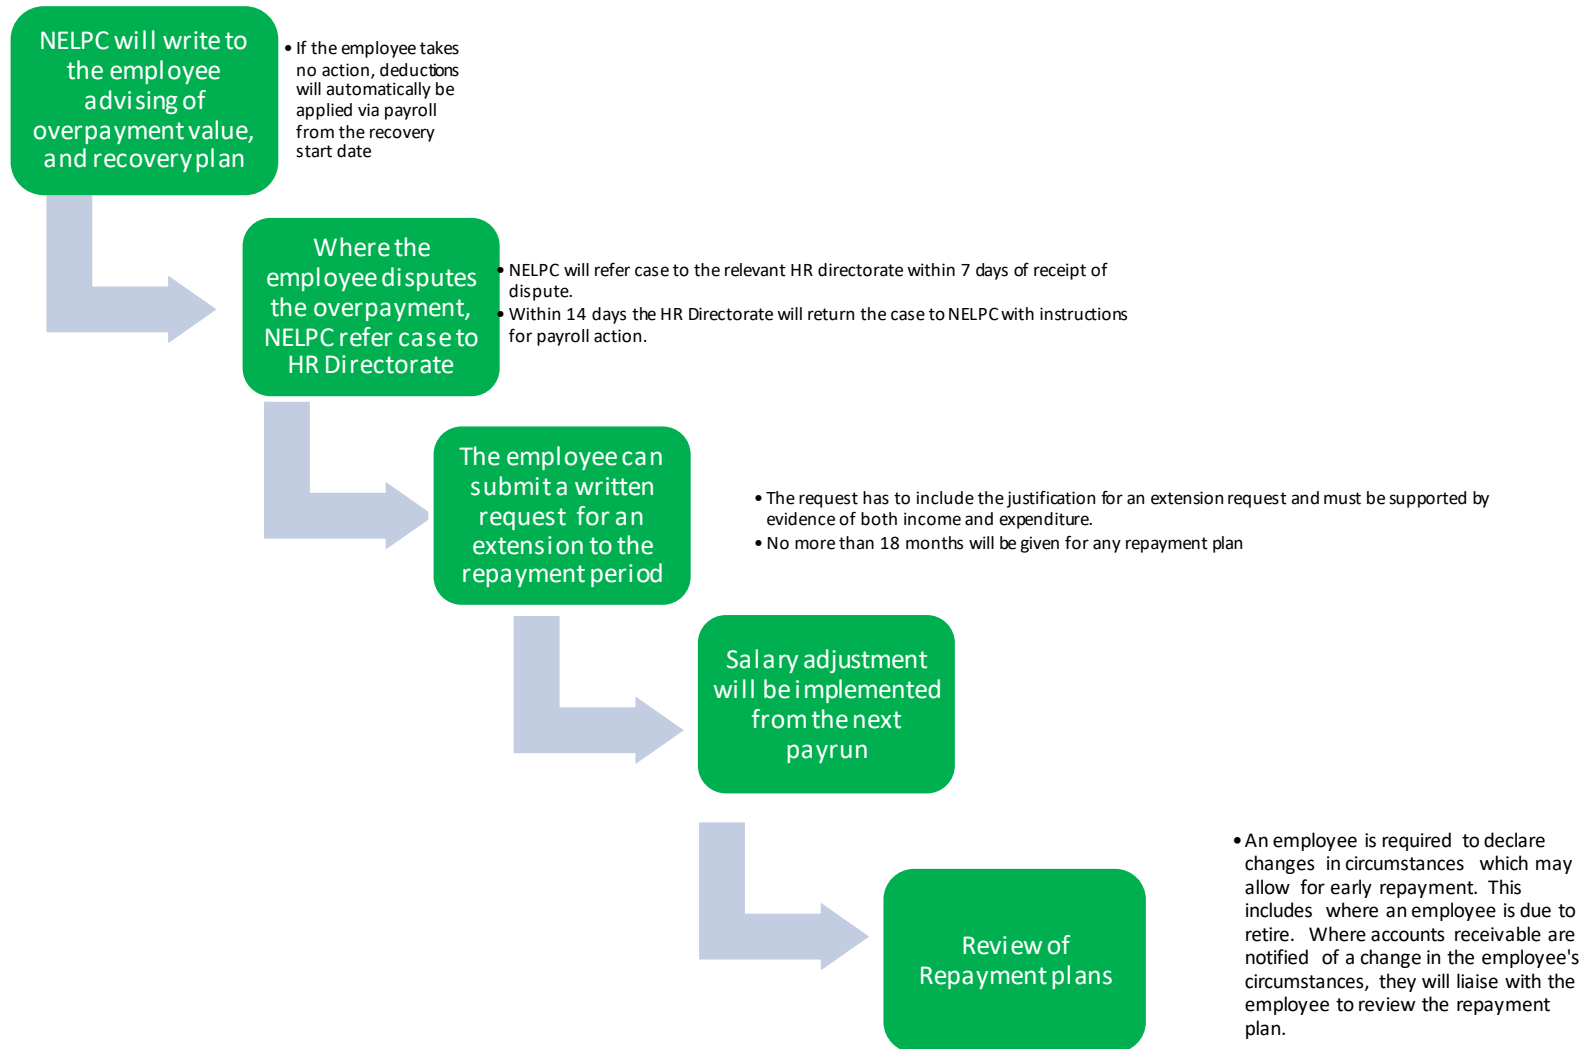 NELPC will write to
the employee
advising of
overpayment value,
and recovery plan
• If the employee takes
no action, deductions
will automatically be
applied via payroll
from the recovery
start date
Where the
employee disputes
the overpayment,
NELPC refer case to
HR Directorate
• NELPC will refer case to the relevant HR directorate within 7 days of receipt of
dispute.
• Within 14 days the HR Directorate will return the case to NELPC with instructions
for payroll action.
The employee can
submit a written
request for an
extension to the
repayment period
• The request has to include the justification for an extension request and must be supported by
evidence of both income and expenditure.
• No more than 18 months will be given for any repayment plan
Salary adjustment
will be implemented
from the next
payrun
Review of
Repayment plans
• An employee is required to declare
changes in circumstances which may
allow for early repayment. This
includes where an employee is due to
retire. Where accounts receivable are
notified of a change in the employee's
circumstances, they will liaise with the
employee to review the repayment
plan.